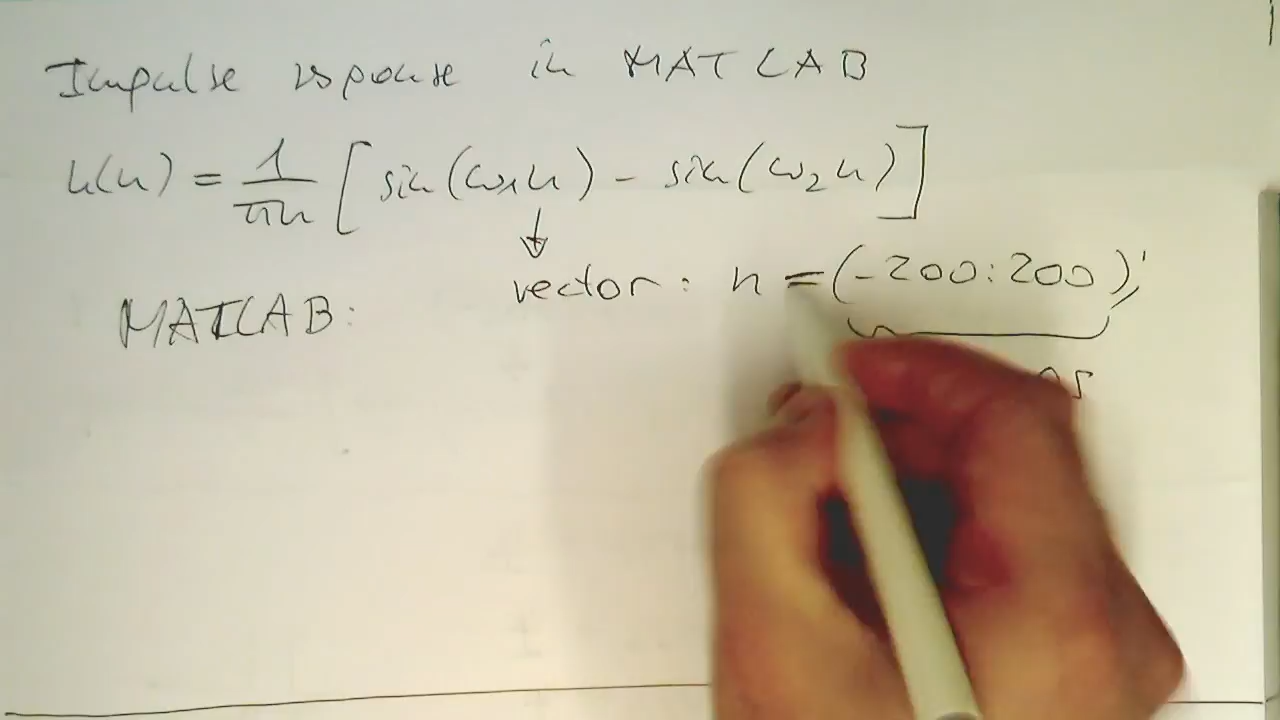 Impulse response in MATLAB
h(n) = 1/πn [ sin(ω1n) - sin(ω2n) ]
↓
vector: n = (-200:200)';
MATLAB: